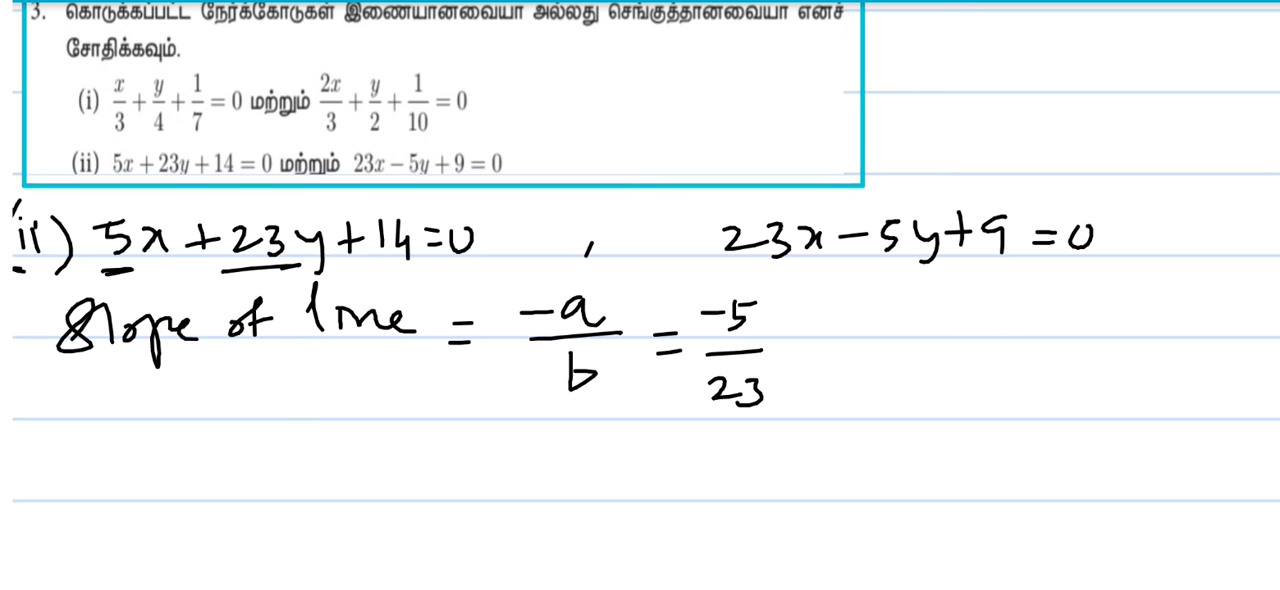 3. கொடுக்கப்பட்ட நேர்க்கோடுகள் இணையானவையா அல்லது செங்குத்தானவையா எனச்
சோதிக்கவும்.
(i) x/3 + y/4 + 1/7 = 0 மற்றும் 2x/3 + y/2 + 1/10 = 0
(ii) 5x + 23y + 14 = 0 மற்றும் 23x − 5y + 9 = 0
ii) 5x + 23y + 14 = 0 , 23x − 5y + 9 = 0
Slope of line = −a/b = −5/23